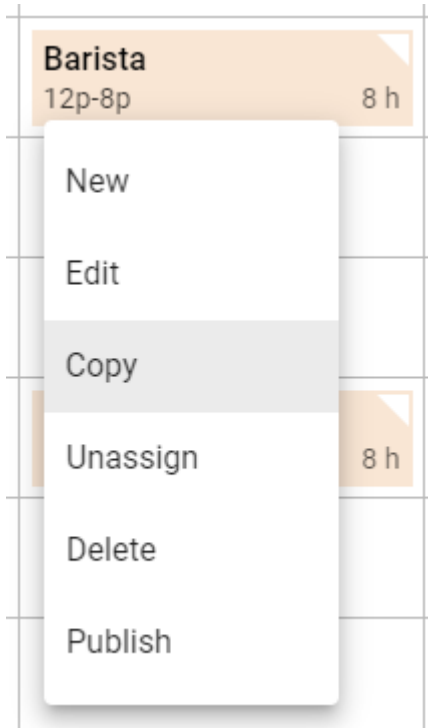 Barista
12p-8p 8 h
New
Edit
Copy
Unassign 8 h
Delete
Publish